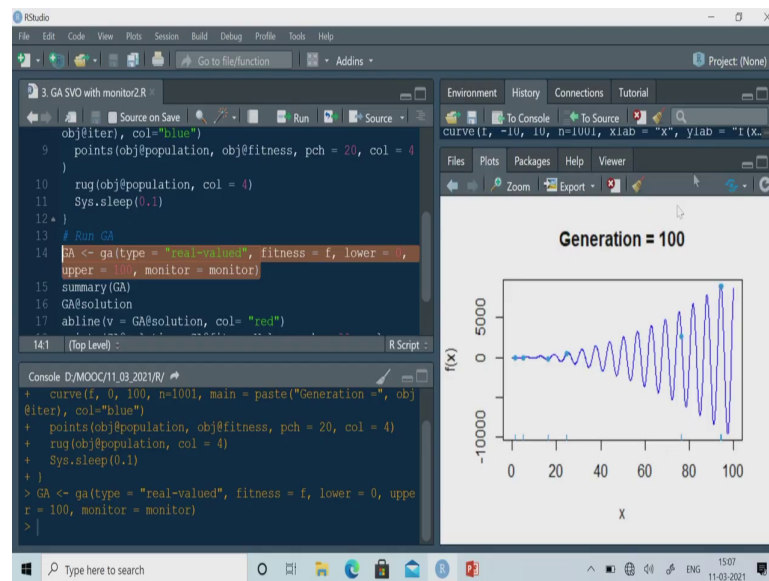 RStudio
File Edit Code View Plots Session Build Debug Profile Tools Help
Go to file/function
Addins
Project: (None)
3. GA SVO with monitor2.R
Source on Save
Run
Source
obj@iter), col="blue")
9 points(obj@population, obj@fitness, pch = 20, col = 4
)
10 rug(obj@population, col = 4)
11 Sys.sleep(0.1)
12 }
13 # Run GA
14 GA <- ga(type = "real-valued", fitness = f, lower = 0,
upper = 100, monitor = monitor)
15 summary(GA)
16 GA@solution
17 abline(v = GA@solution, col= "red")
14:1 (Top Level) R Script
Console D:/MOOC/11_03_2021/R/
+ curve(f, 0, 100, n=1001, main = paste("Generation =", obj
@iter), col="blue")
+ points(obj@population, obj@fitness, pch = 20, col = 4)
+ rug(obj@population, col = 4)
+ Sys.sleep(0.1)
+ }
> GA <- ga(type = "real-valued", fitness = f, lower = 0, uppe
r = 100, monitor = monitor)
>
Environment History Connections Tutorial
To Console To Source
curve(f, -10, 10, n=1001, xlab = "x", ylab = "f(x..
Files Plots Packages Help Viewer
Zoom Export
Generation = 100
f(x)
5000
0
-10000
0 20 40 60 80 100
x
Type here to search
ENG
15:07
11-03-2021